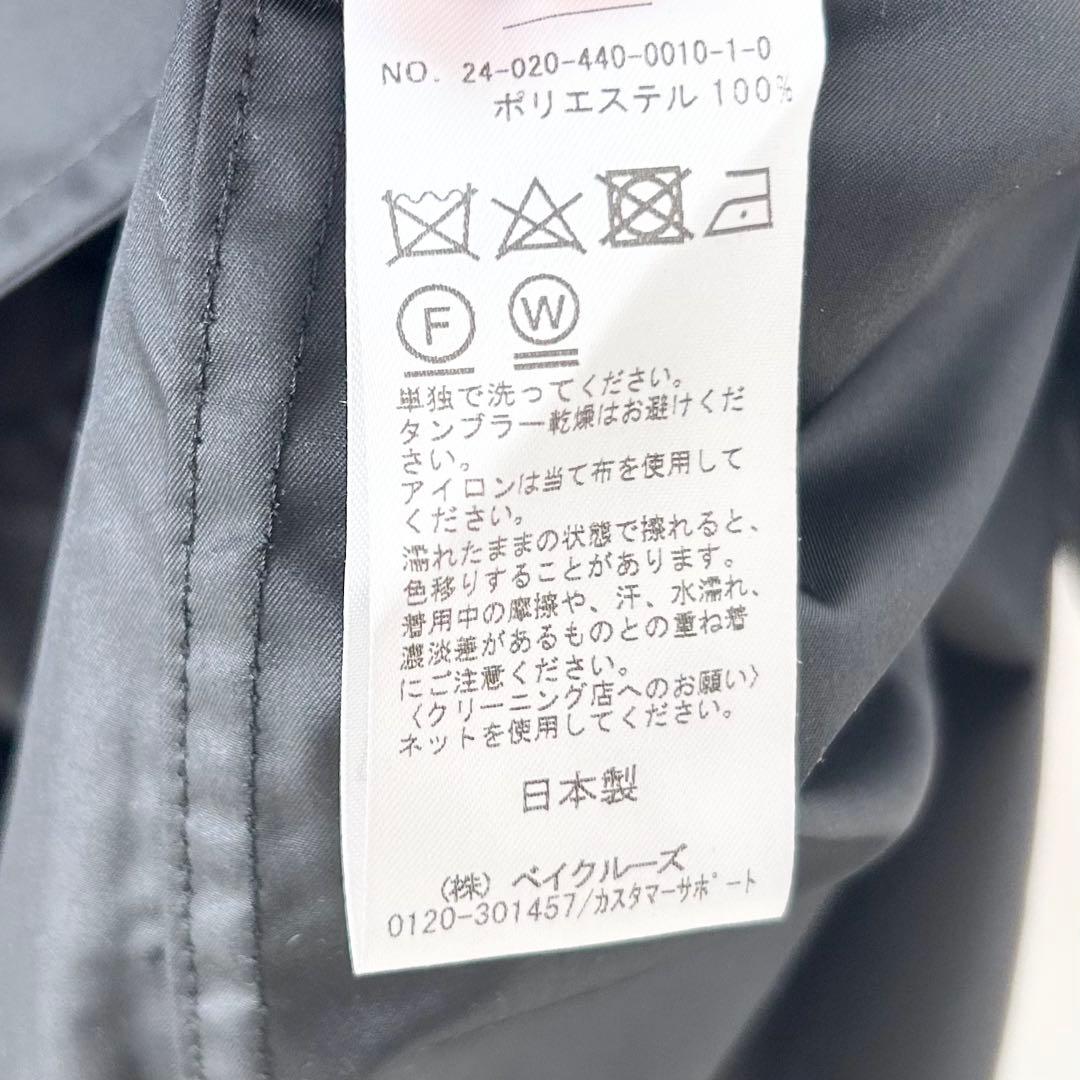 NO. 24-020-440-0010-1-0
ポリエステル 100%
F W
単独で洗ってください。
タンブラー乾燥はお避けくだ
さい。
アイロンは当て布を使用して
ください。
濡れたままの状態で擦れると、
色移りすることがあります。
着用中の摩擦や、汗、水濡れ、
濃淡差があるものとの重ね着
にご注意ください。
〈クリーニング店へのお願い〉
ネットを使用してください。
日本製
(株) ベイクルーズ
0120-301457/カスタマーサポート